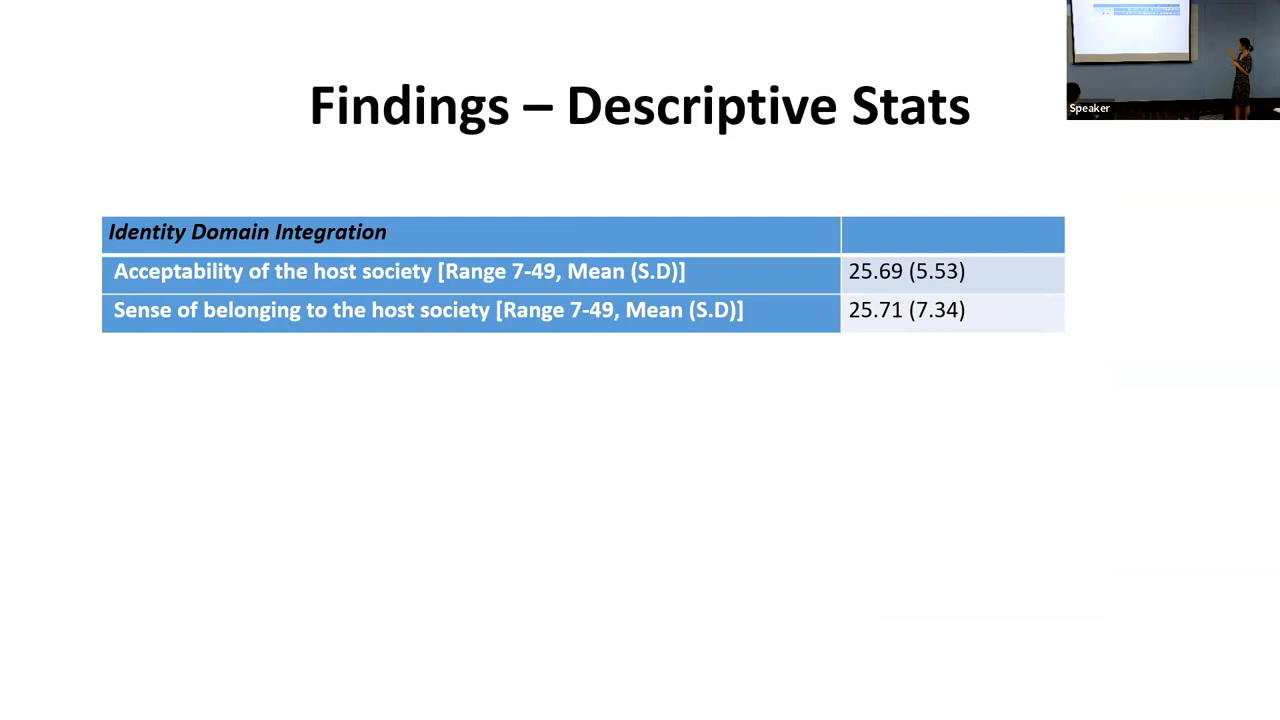 Findings – Descriptive Stats
Speaker
Identity Domain Integration
Acceptability of the host society [Range 7-49, Mean (S.D)] 25.69 (5.53)
Sense of belonging to the host society [Range 7-49, Mean (S.D)] 25.71 (7.34)